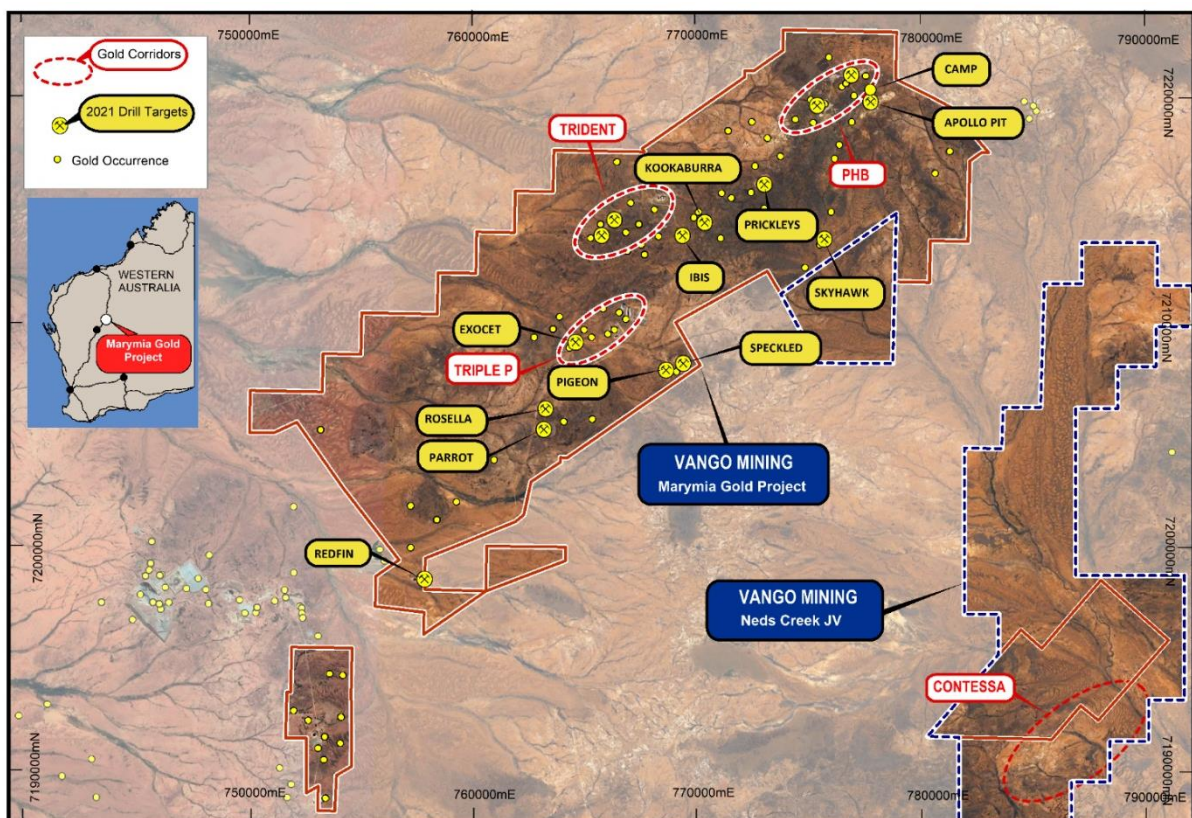 750000mE
760000mE
770000mE
780000mE
790000mE
Gold Corridors
2021 Drill Targets
Gold Occurrence
WESTERN
AUSTRALIA
Marymia Gold
Project
CAMP
7220000mN
APOLLO PIT
TRIDENT
KOOKABURRA
PHB
PRICKLEYS
IBIS
SKYHAWK
7210000mN
EXOCET
SPECKLED
TRIPLE P
PIGEON
ROSELLA
PARROT
VANGO MINING
Marymia Gold Project
7200000mN
REDFIN
7200000mN
VANGO MINING
Neds Creek JV
CONTESSA
7190000mN
7190000mN
750000mE
760000mE
770000mE
780000mE
790000mE